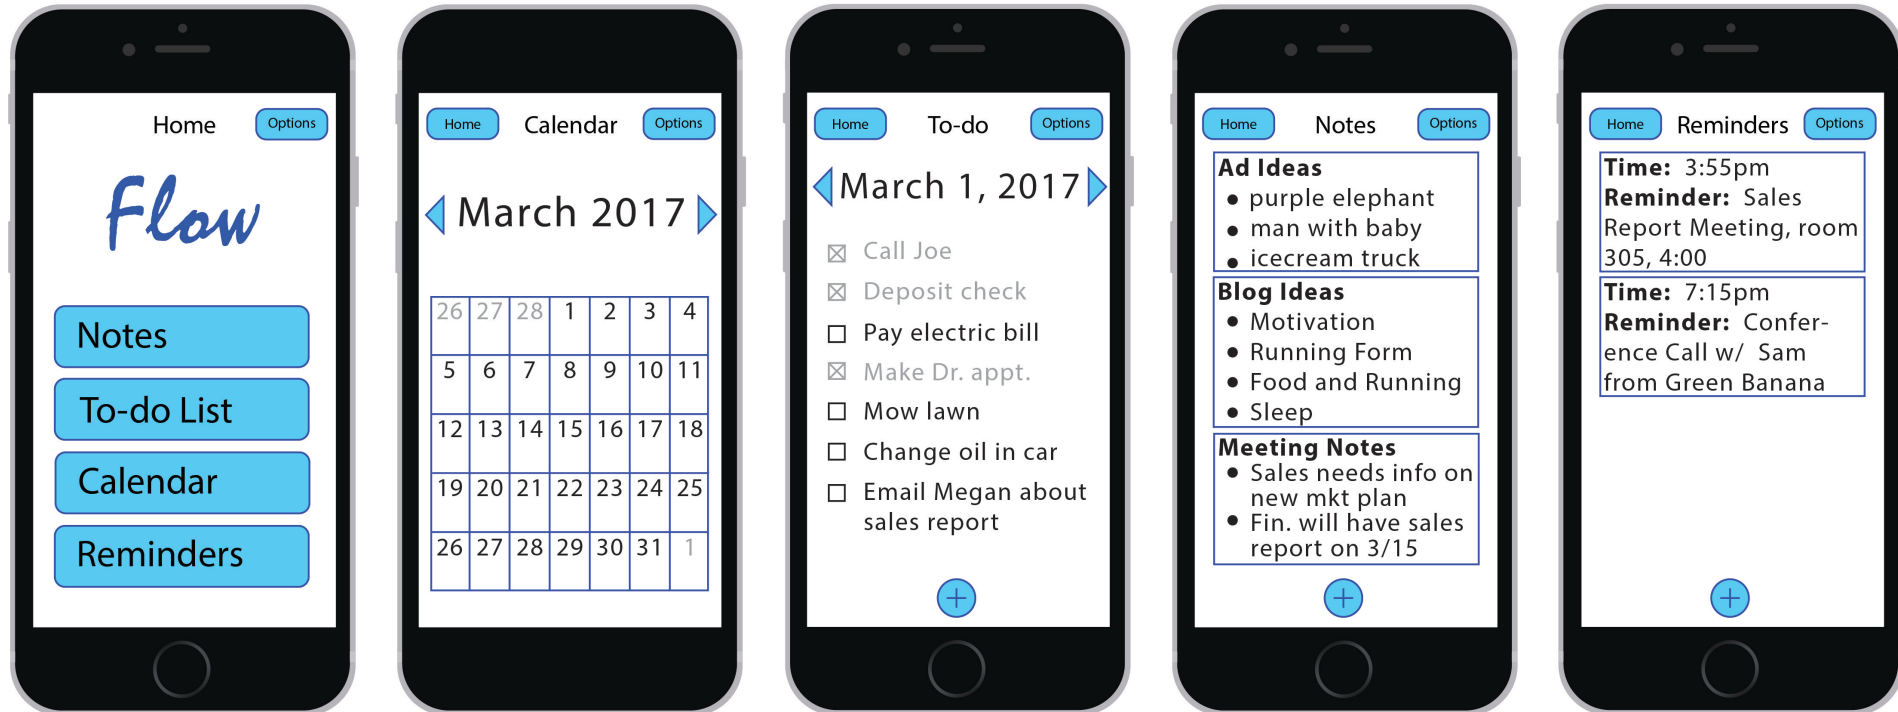 Home
Options
Flow
Notes
To-do List
Calendar
Reminders
Home
Calendar
Options
March 2017
26 27 28 1 2 3 4
5 6 7 8 9 10 11
12 13 14 15 16 17 18
19 20 21 22 23 24 25
26 27 28 29 30 31 1
Home
To-do
Options
March 1, 2017
Call Joe
Deposit check
Pay electric bill
Make Dr. appt.
Mow lawn
Change oil in car
Email Megan about
sales report
+
Home
Notes
Options
Ad Ideas
• purple elephant
• man with baby
• icecream truck
Blog Ideas
• Motivation
• Running Form
• Food and Running
• Sleep
Meeting Notes
• Sales needs info on
new mkt plan
• Fin. will have sales
report on 3/15
+
Home
Reminders
Options
Time: 3:55pm
Reminder: Sales
Report Meeting, room
305, 4:00
Time: 7:15pm
Reminder: Confer-
ence Call w/ Sam
from Green Banana
+